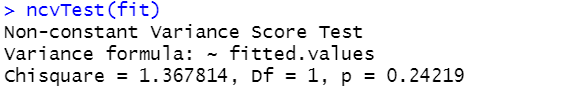 > ncvTest(fit)
Non-constant Variance Score Test
Variance formula: ~ fitted.values
Chisquare = 1.367814, Df = 1, p = 0.24219